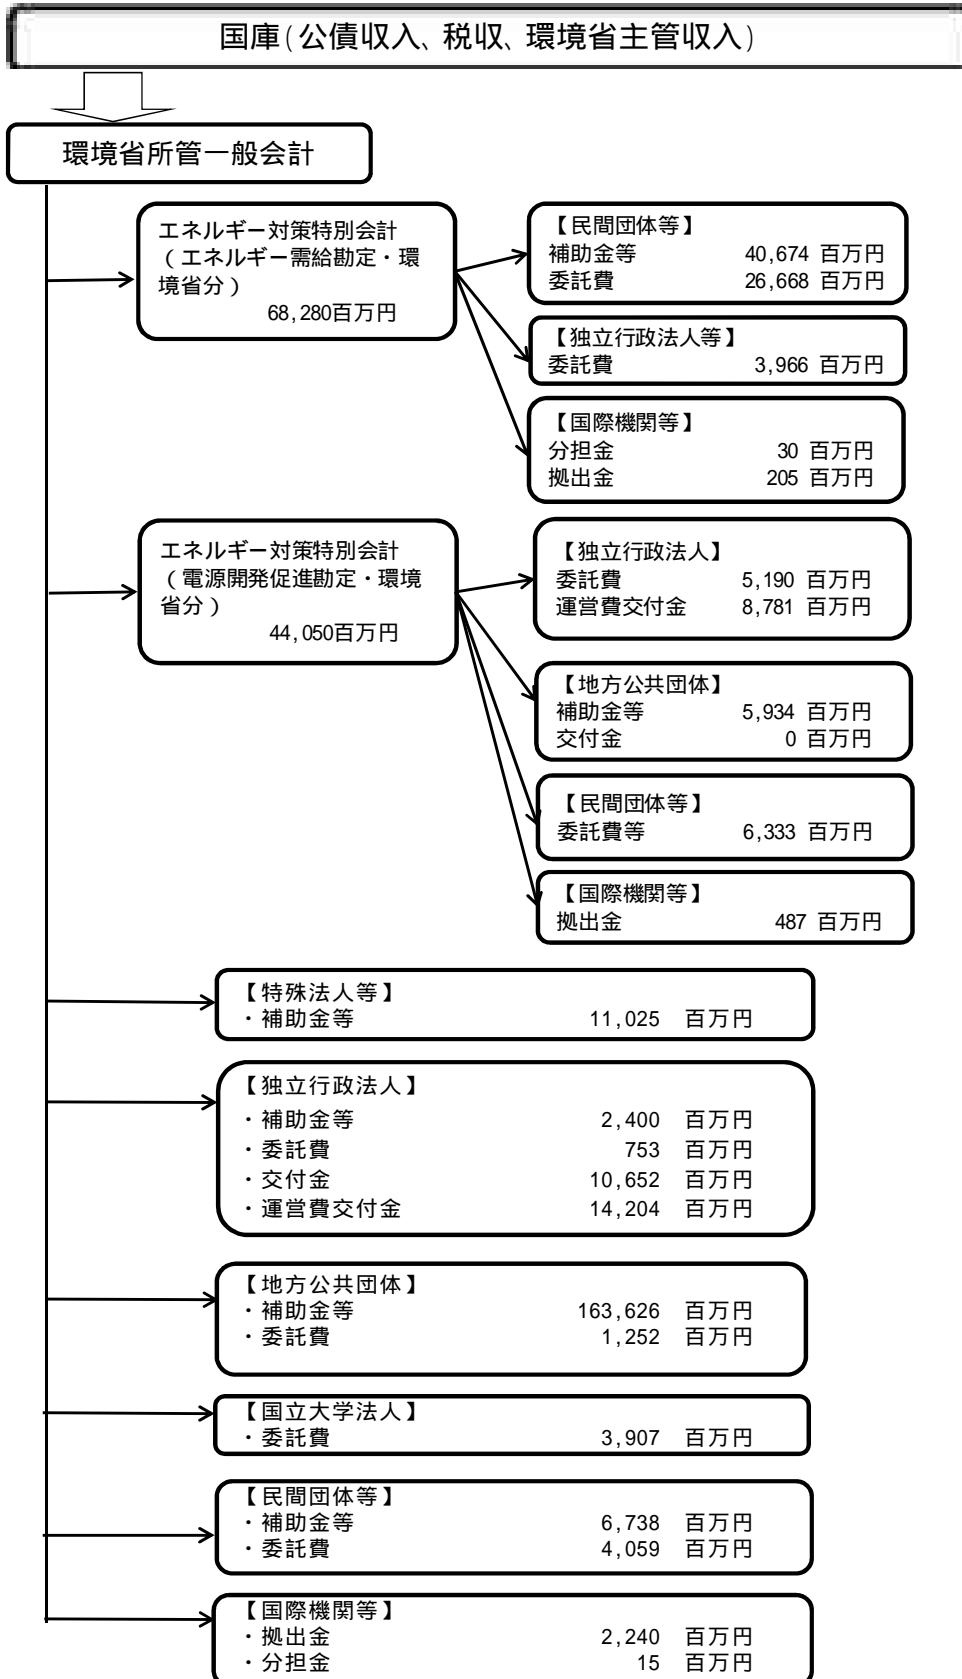 国庫(公債収入、税収、環境省主管収入)
環境省所管一般会計
エネルギー対策特別会計
(エネルギー需給勘定・環
境省分)
68,280百万円
【民間団体等】
補助金等 40,674 百万円
委託費 26,668 百万円
【独立行政法人等】
委託費 3,966 百万円
【国際機関等】
分担金 30 百万円
拠出金 205 百万円
エネルギー対策特別会計
(電源開発促進勘定・環境
省分)
44,050百万円
【独立行政法人】
委託費 5,190 百万円
運営費交付金 8,781 百万円
【地方公共団体】
補助金等 5,934 百万円
交付金 0 百万円
【民間団体等】
委託費等 6,333 百万円
【国際機関等】
拠出金 487 百万円
【特殊法人等】
・補助金等 11,025 百万円
【独立行政法人】
・補助金等 2,400 百万円
・委託費 753 百万円
・交付金 10,652 百万円
・運営費交付金 14,204 百万円
【地方公共団体】
・補助金等 163,626 百万円
・委託費 1,252 百万円
【国立大学法人】
・委託費 3,907 百万円
【民間団体等】
・補助金等 6,738 百万円
・委託費 4,059 百万円
【国際機関等】
・拠出金 2,240 百万円
・分担金 15 百万円